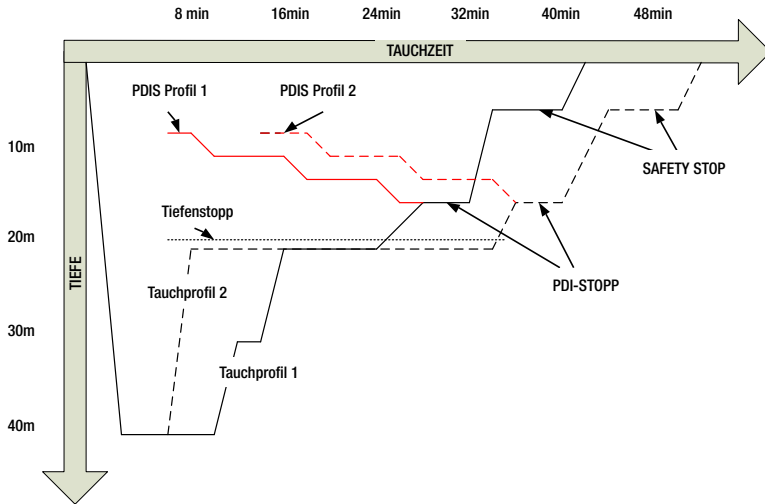 8 min 16min 24min 32min 40min 48min
TAUCHZEIT
PDIS Profil 1 PDIS Profil 2
10m
SAFETY STOP
Tiefenstopp
20m
TIEFE
PDI-STOPP
Tauchprofil 2
30m
Tauchprofil 1
40m